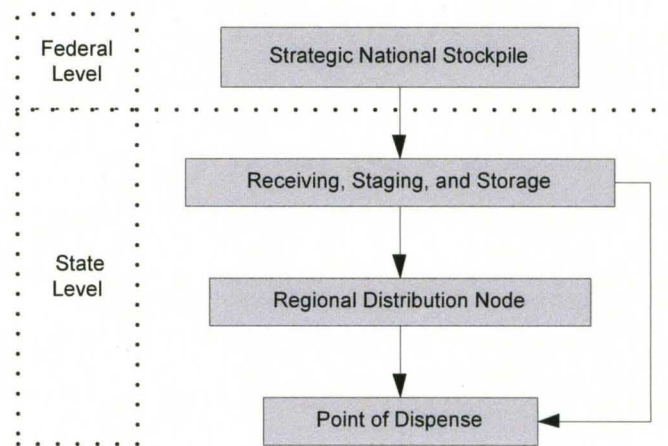 Federal
Level
Strategic National Stockpile
Receiving, Staging, and Storage
State
Level
Regional Distribution Node
Point of Dispense